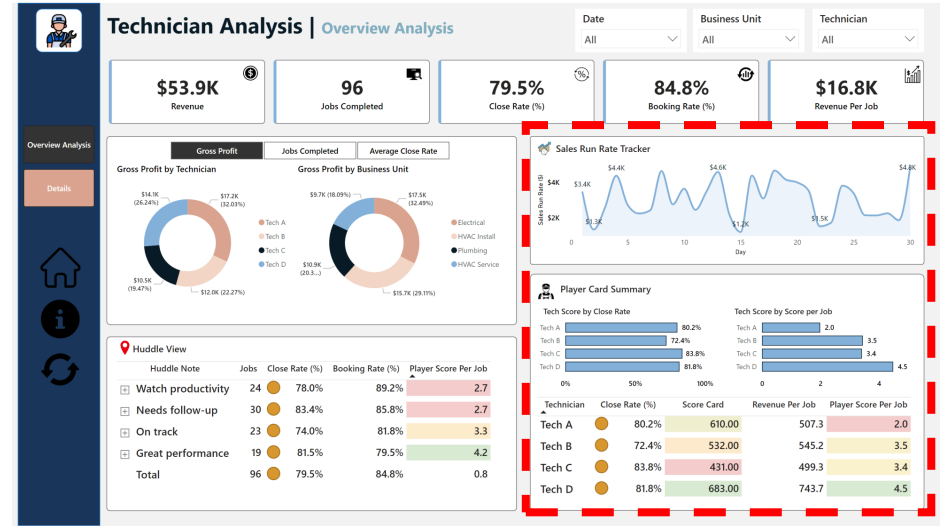 Technician Analysis | Overview Analysis
Date
All
Business Unit
All
Technician
All
$53.9K
Revenue
96
Jobs Completed
79.5%
Close Rate (%)
84.8%
Booking Rate (%)
$16.8K
Revenue Per Job
Overview Analysis
Details
Gross Profit
Jobs Completed
Average Close Rate
Gross Profit by Technician
$14.1K
(26.24%)
$17.2K
(32.03%)
$10.5K
(19.47%)
$12.0K (22.27%)
Tech A
Tech B
Tech C
Tech D
Gross Profit by Business Unit
$9.7K (18.09%)
$17.5K
(32.49%)
$10.9K
(20.3...)
$15.7K (29.11%)
Electrical
HVAC Install
Plumbing
HVAC Service
Huddle View
Huddle Note Jobs Close Rate (%) Booking Rate (%) Player Score Per Job
Watch productivity 24 78.0% 89.2% 2.7
Needs follow-up 30 83.4% 85.8% 2.7
On track 23 74.0% 81.8% 3.3
Great performance 19 81.5% 79.5% 4.2
Total 96 79.5% 84.8% 0.8
Sales Run Rate Tracker
Sales Run Rate ($)
$4K
$2K
$3.4K
$1.3K
$4.4K
$4.6K
$1.2K
$1.5K
$4.8K
0 5 10 15 20 25 30
Day
Player Card Summary
Tech Score by Close Rate
Tech A 80.2%
Tech B 72.4%
Tech C 83.8%
Tech D 81.8%
0% 50% 100%
Tech Score by Score per Job
Tech A 2.0
Tech B 3.5
Tech C 3.4
Tech D 4.5
0 2 4
Technician Close Rate (%) Score Card Revenue Per Job Player Score Per Job
Tech A 80.2% 610.00 507.3 2.0
Tech B 72.4% 532.00 545.2 3.5
Tech C 83.8% 431.00 499.3 3.4
Tech D 81.8% 683.00 743.7 4.5